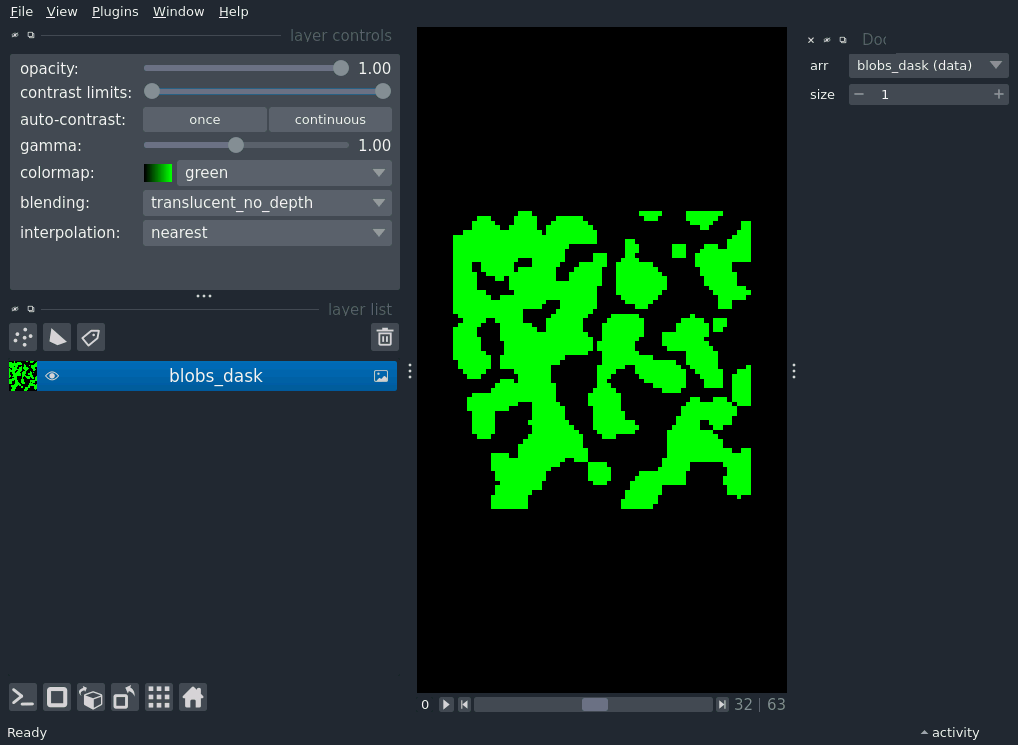 File View Plugins Window Help
layer controls
opacity: 1.00
contrast limits:
auto-contrast: once continuous
gamma: 1.00
colormap: green
blending: translucent_no_depth
interpolation: nearest
layer list
blobs_dask
0 32 | 63
arr blobs_dask (data)
size 1
Ready
activity